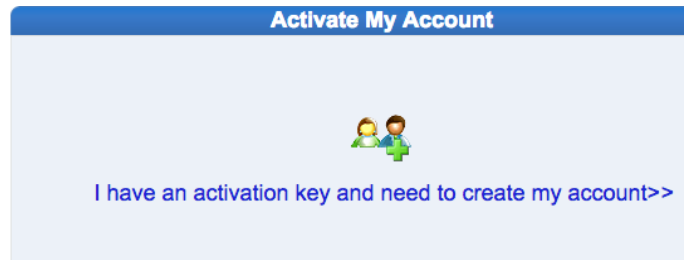 Activate My Account
I have an activation key and need to create my account>>